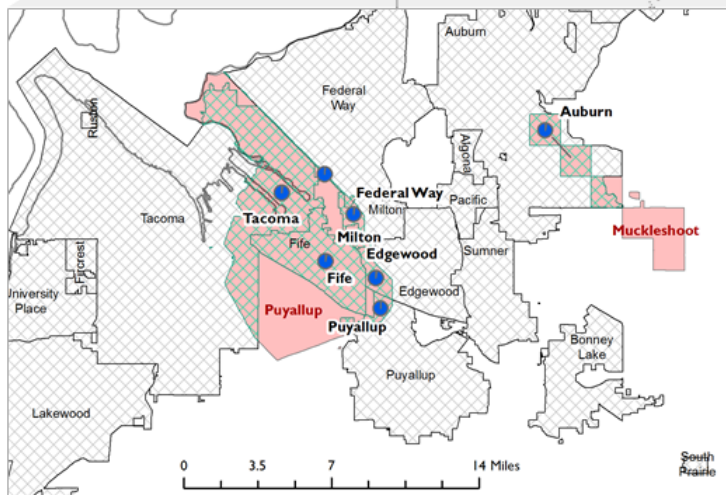 Auburn
Federal
Way
Auburn
Ruston
Algona
Federal Way
Pacific
Milton
Tacoma
Tacoma
Milton
Muckleshoot
Fife
Edgewood
Sumner
Fircrest
Fife
University
Place
Edgewood
Puyallup
Puyallup
Bonney
Lake
Puyallup
Lakewood
South
Prairie
0 3.5 7 14 Miles